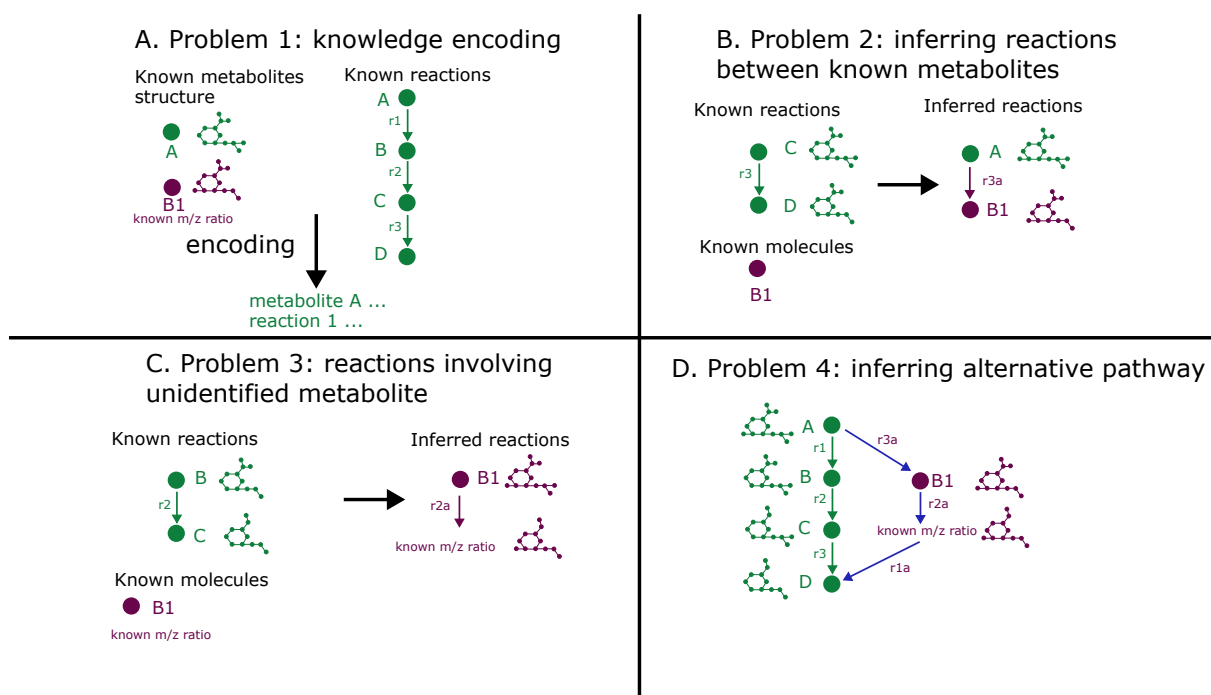 A. Problem 1: knowledge encoding
Known metabolites
structure
A
B1
known m/z ratio
Known reactions
A
r1
B
r2
C
r3
D
encoding
metabolite A ...
reaction 1 ...
B. Problem 2: inferring reactions
between known metabolites
Known reactions
C
r3
D
Known molecules
B1
Inferred reactions
A
r3a
B1
C. Problem 3: reactions involving
unidentified metabolite
Known reactions
B
r2
C
Known molecules
B1
known m/z ratio
Inferred reactions
B1
r2a
known m/z ratio
D. Problem 4: inferring alternative pathway
A
r1
r3a
B
B1
r2
r2a
C
known m/z ratio
r3
r1a
D